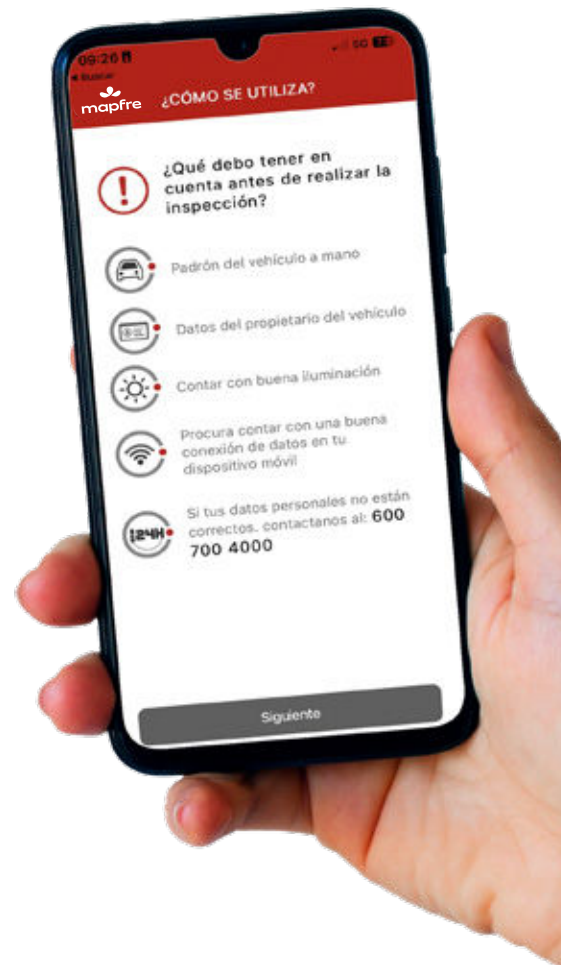 09:26
◀ Buscar
5G 73
mapfre ¿CÓMO SE UTILIZA?
¿Qué debo tener en
cuenta antes de realizar la
inspección?
Padrón del vehículo a mano
Datos del propietario del vehículo
Contar con buena iluminación
Procura contar con una buena
conexión de datos en tu
dispositivo móvil
24H
Si tus datos personales no están
correctos. contactanos al: 600
700 4000
Siguiente